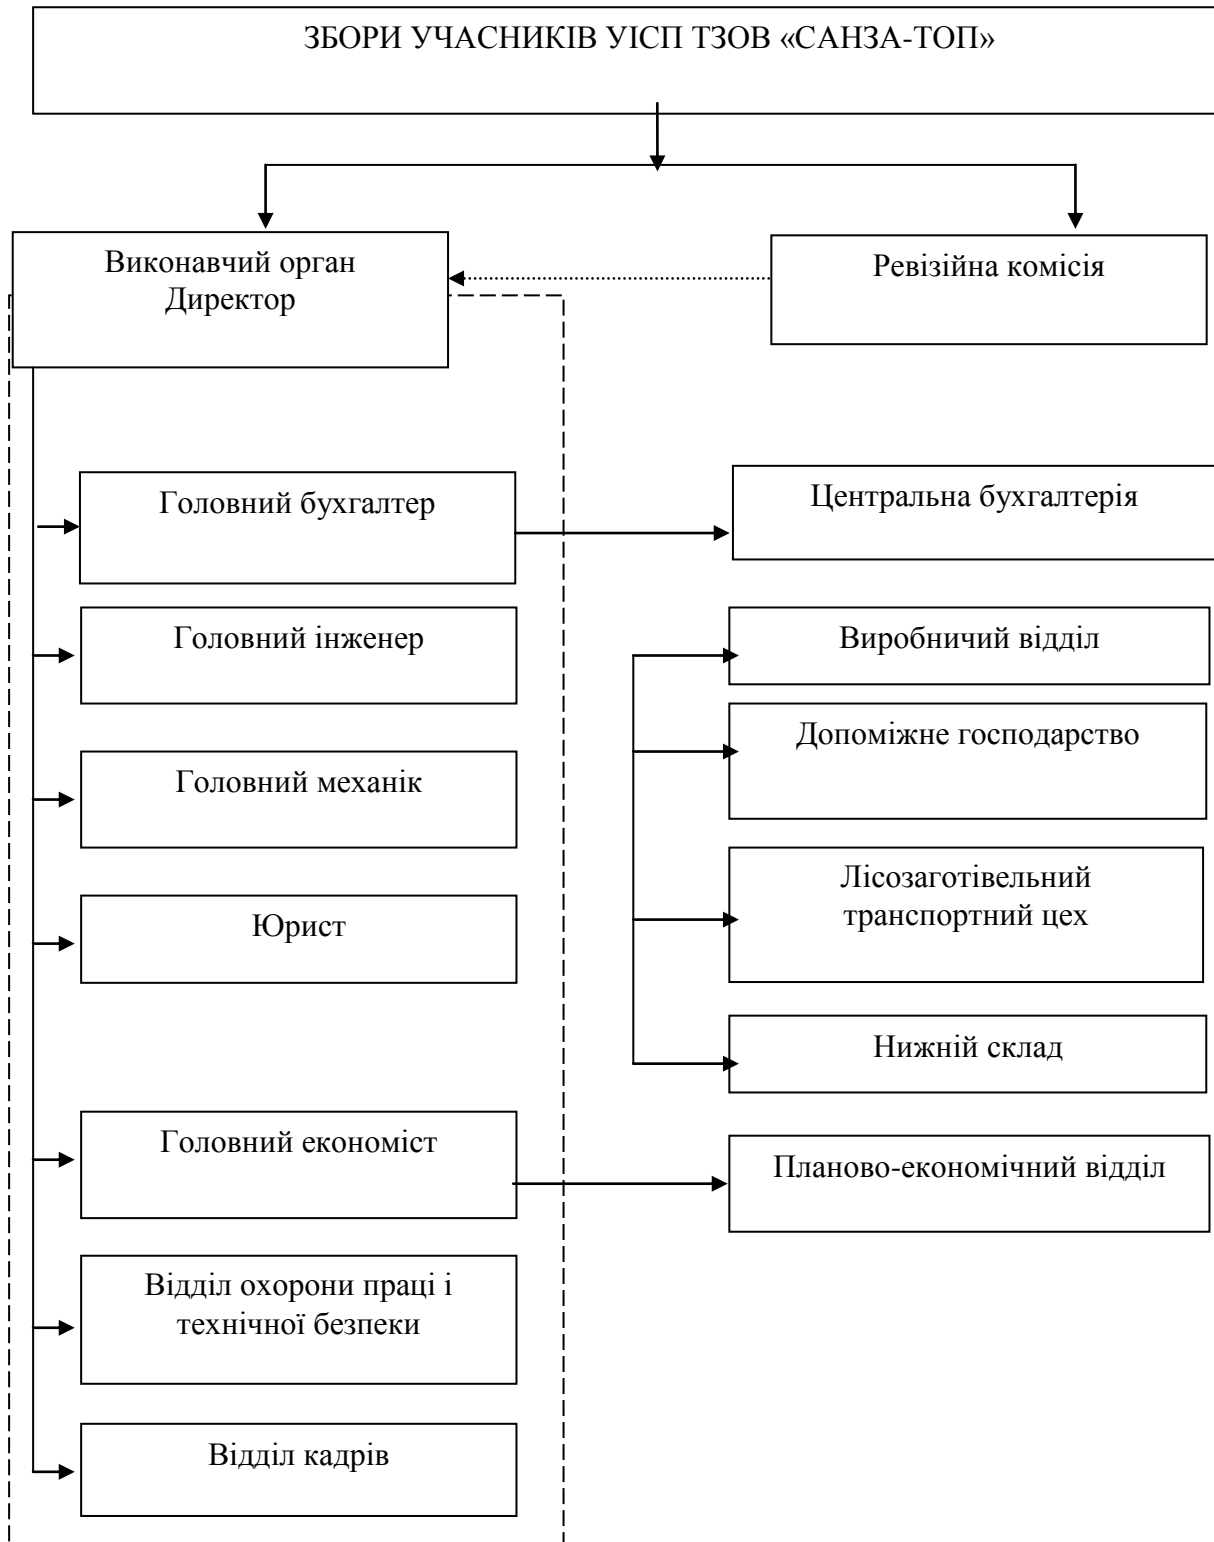 ЗБОРИ УЧАСНИКІВ УІСП ТЗОВ «САНЗА-ТОП»
Виконавчий орган
Директор
Ревізійна комісія
Головний бухгалтер
Центральна бухгалтерія
Головний інженер
Виробничий відділ
Допоміжне господарство
Головний механік
Лісозаготівельний
транспортний цех
Юрист
Нижній склад
Головний економіст
Планово-економічний відділ
Відділ охорони праці і
технічної безпеки
Відділ кадрів